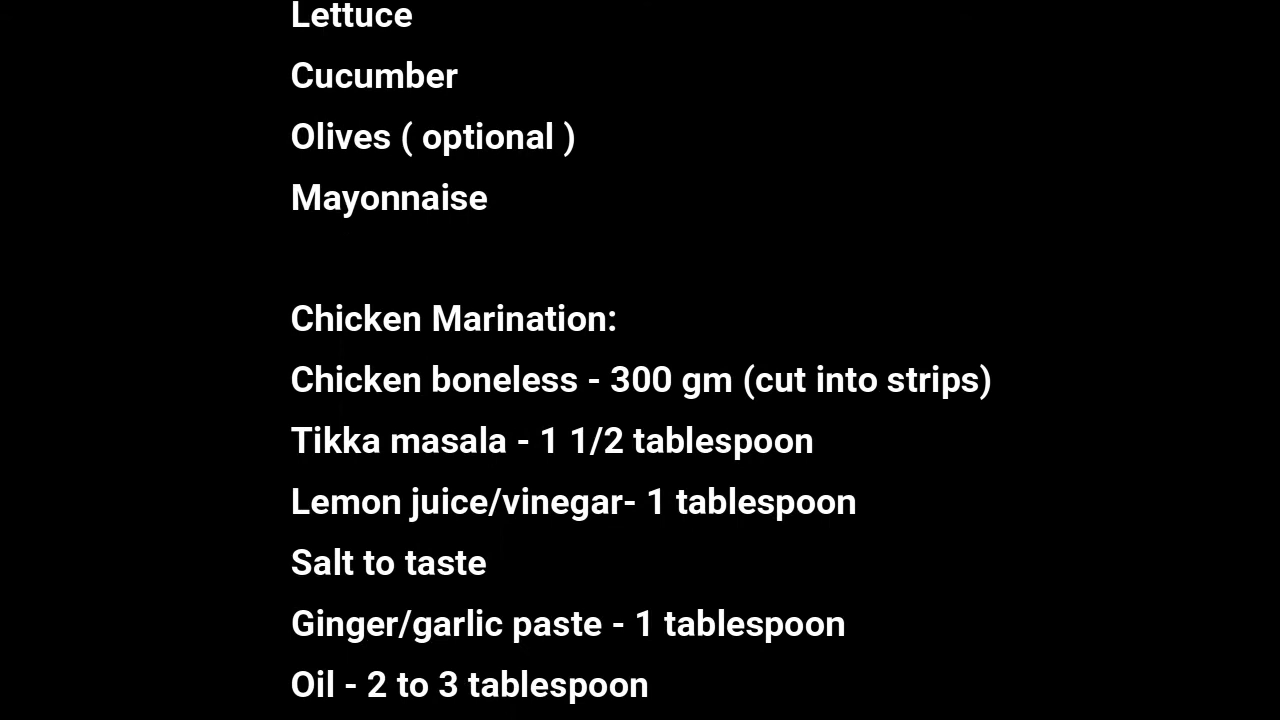 Lettuce
Cucumber
Olives ( optional )
Mayonnaise
Chicken Marination:
Chicken boneless - 300 gm (cut into strips)
Tikka masala - 1 1/2 tablespoon
Lemon juice/vinegar- 1 tablespoon
Salt to taste
Ginger/garlic paste - 1 tablespoon
Oil - 2 to 3 tablespoon